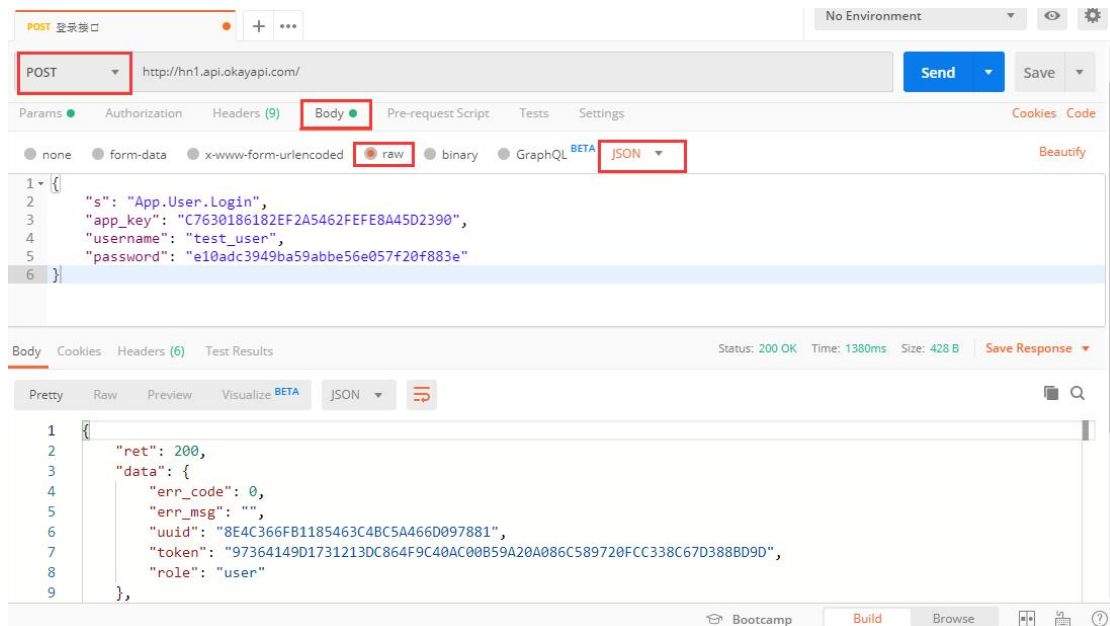 POST 登录接口 + ••• No Environment
POST http://hn1.api.okayapi.com/ Send Save
Params Authorization Headers (9) Body Pre-request Script Tests Settings Cookies Code
none form-data x-www-form-urlencoded raw binary GraphQL BETA JSON Beautify
1 {
2 "s": "App.User.Login",
3 "app_key": "C7630186182EF2A5462FEFE8A45D2390",
4 "username": "test_user",
5 "password": "e10adc3949ba59abbe56e057f20f883e"
6 }
Body Cookies Headers (6) Test Results Status: 200 OK Time: 1380ms Size: 428 B Save Response
Pretty Raw Preview Visualize BETA JSON
1 {
2 "ret": 200,
3 "data": {
4 "err_code": 0,
5 "err_msg": "",
6 "uuid": "8E4C366FB1185463C4BC5A466D097881",
7 "token": "97364149D1731213DC864F9C40AC00B59A20A086C589720FCC338C67D388BD9D",
8 "role": "user"
9 },
Bootcamp Build Browse